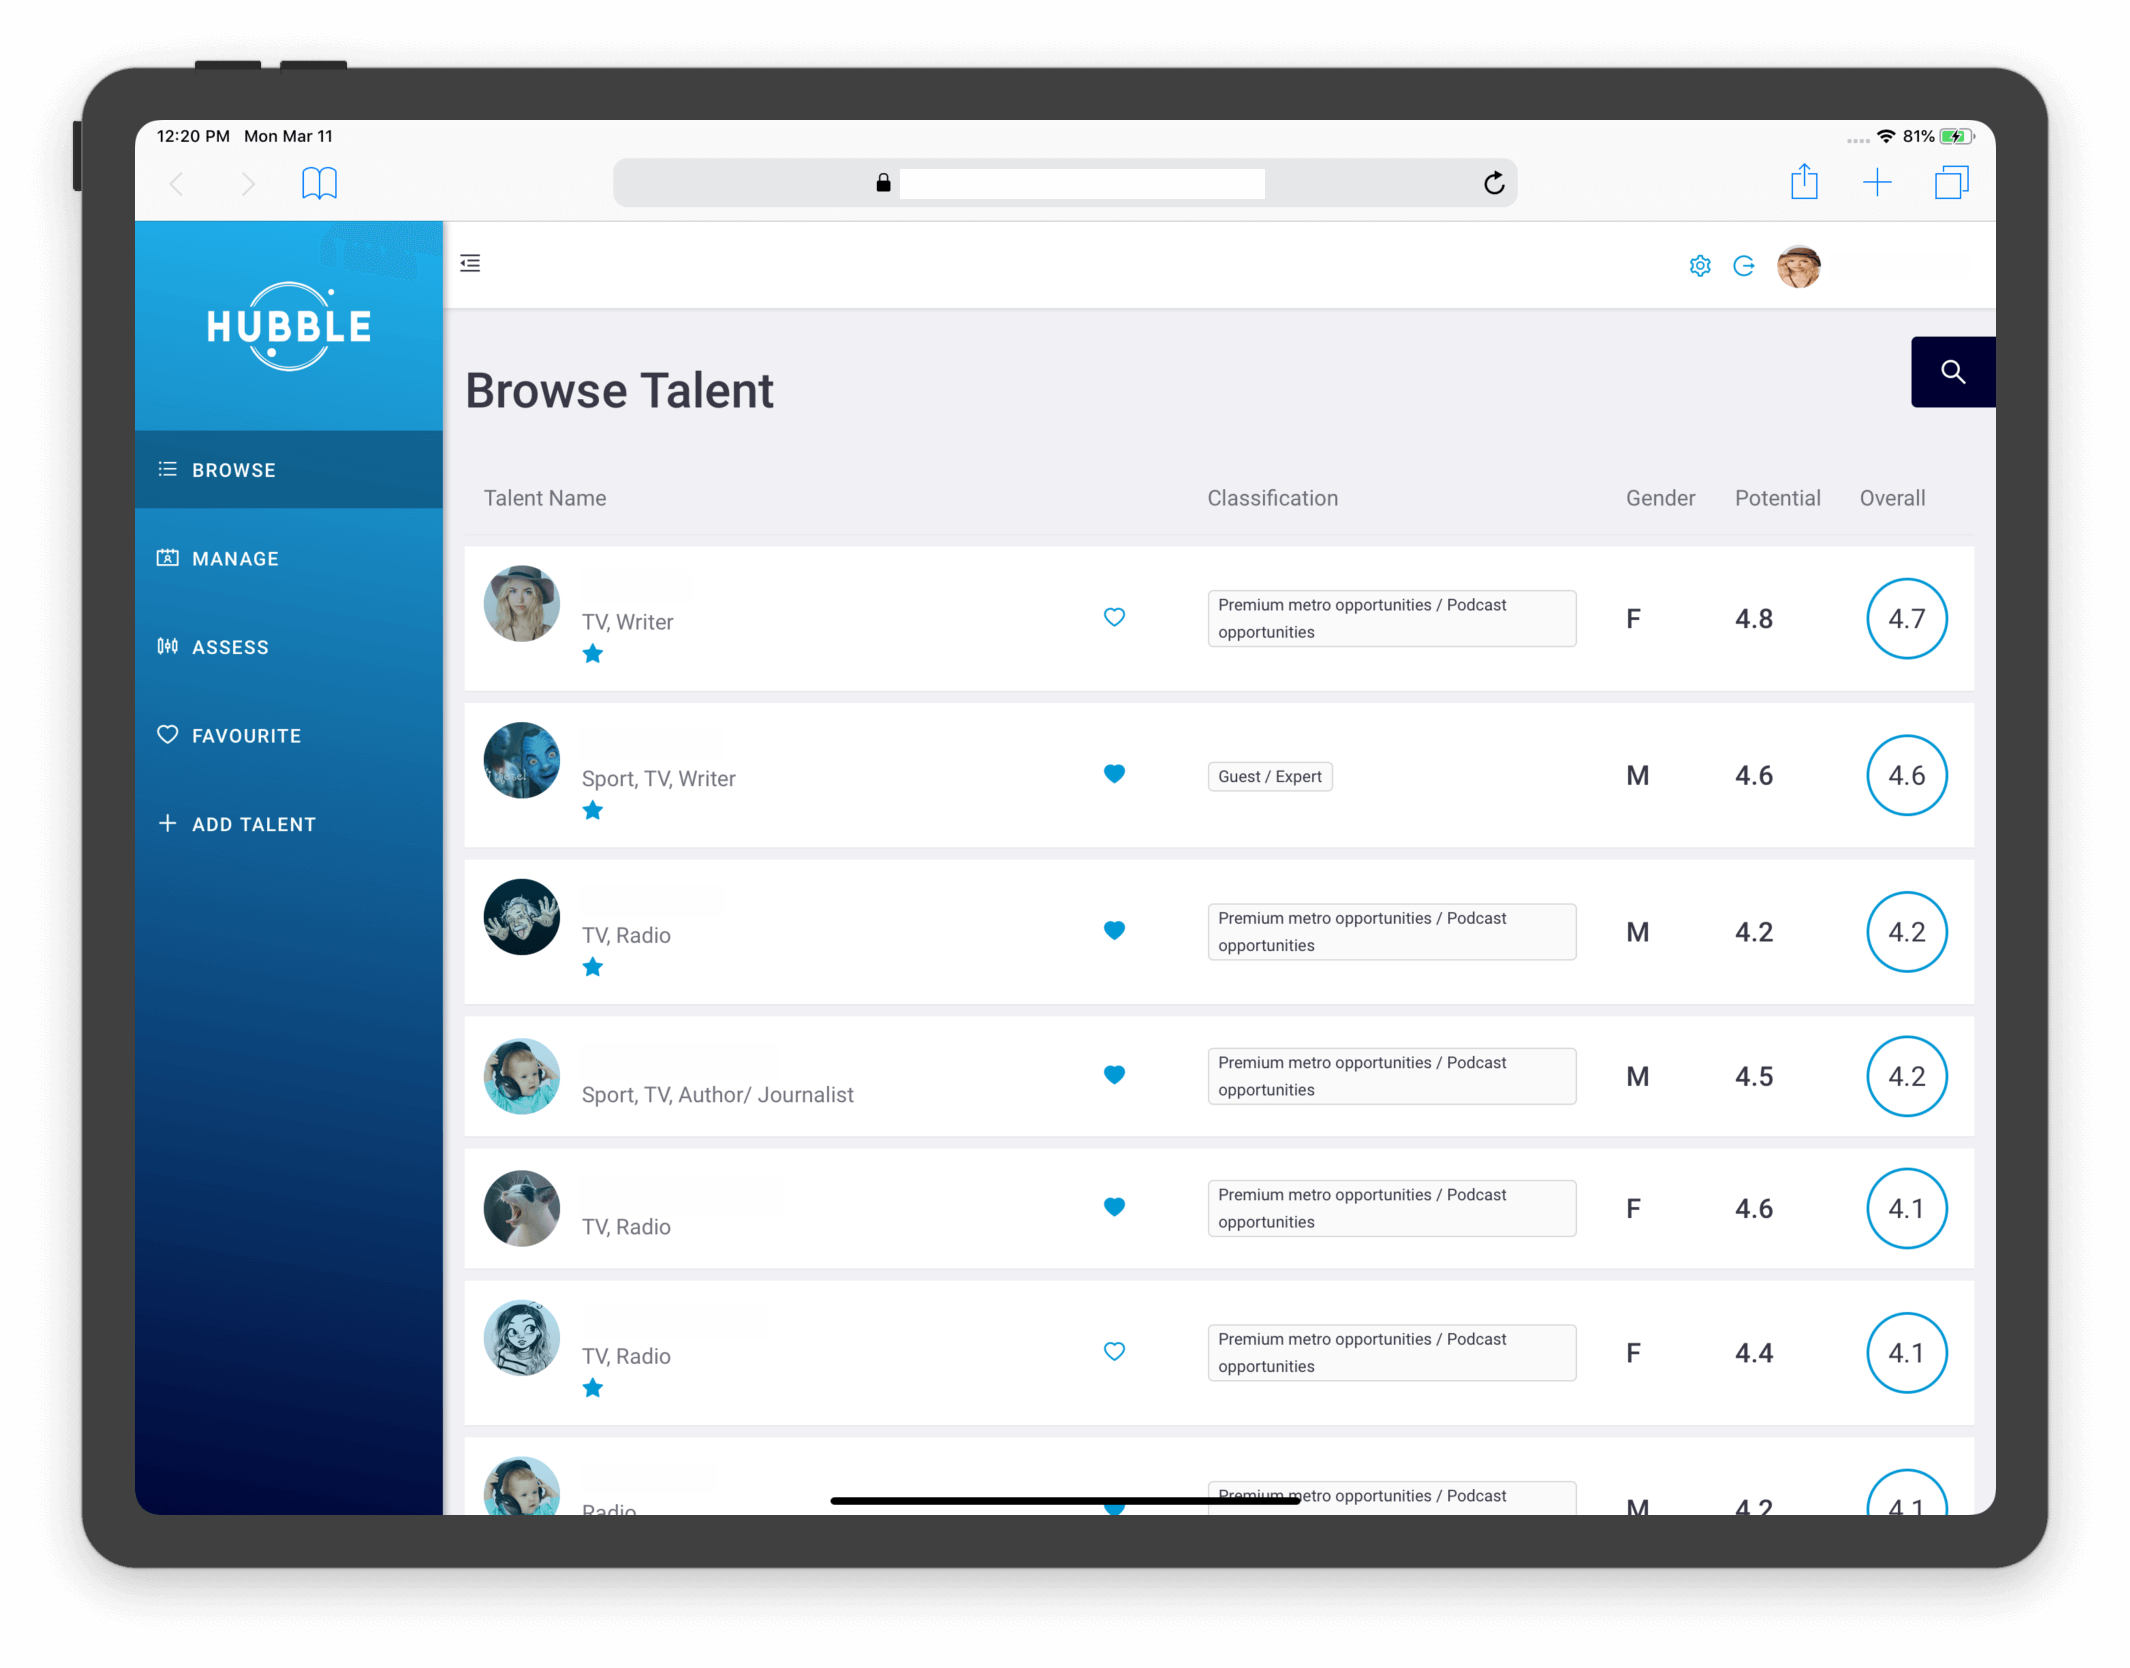 12:20 PM Mon Mar 11
81%
HUBBLE
BROWSE
MANAGE
ASSESS
FAVOURITE
ADD TALENT
Browse Talent
Talent Name Classification Gender Potential Overall
TV, Writer
Premium metro opportunities / Podcast
opportunities
F 4.8 4.7
Sport, TV, Writer
Guest / Expert
M 4.6 4.6
TV, Radio
Premium metro opportunities / Podcast
opportunities
M 4.2 4.2
Sport, TV, Author/ Journalist
Premium metro opportunities / Podcast
opportunities
M 4.5 4.2
TV, Radio
Premium metro opportunities / Podcast
opportunities
F 4.6 4.1
TV, Radio
Premium metro opportunities / Podcast
opportunities
F 4.4 4.1
Radio
Premium metro opportunities / Podcast
M 4.2 4.1